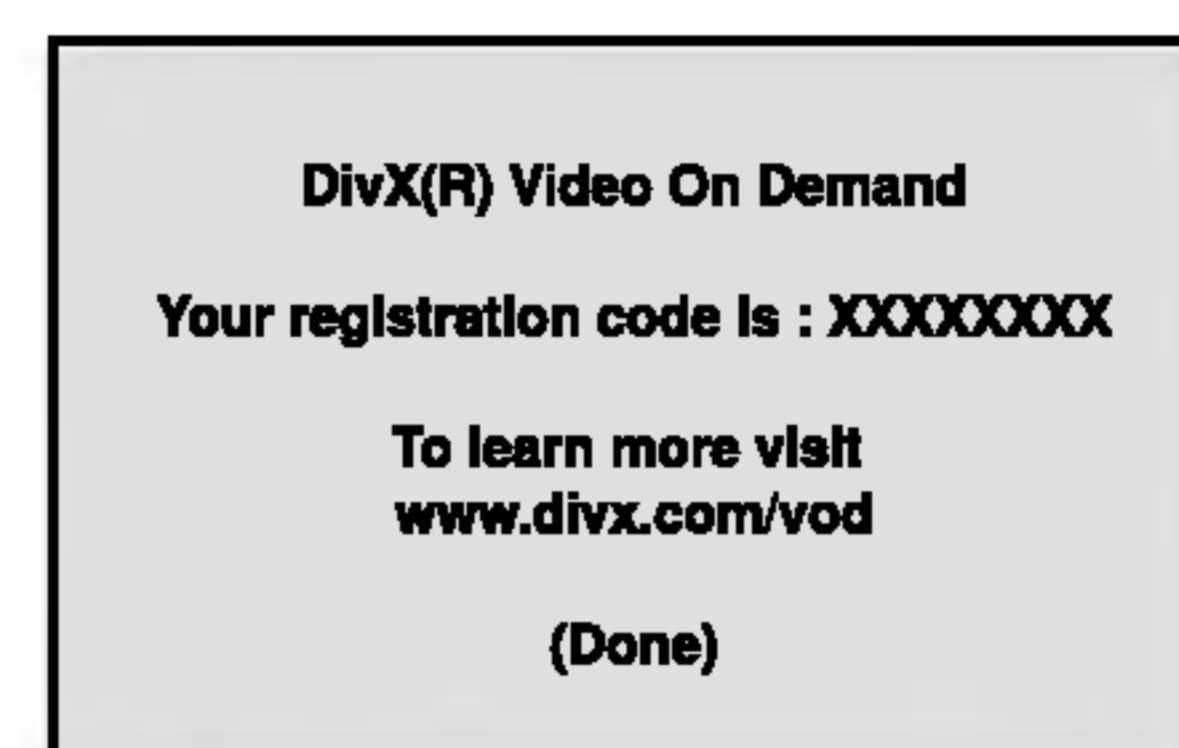 DivX(R) Video On Demand
Your registration code is : XXXXXXXX
To learn more visit
www.divx.com/vod
(Done)